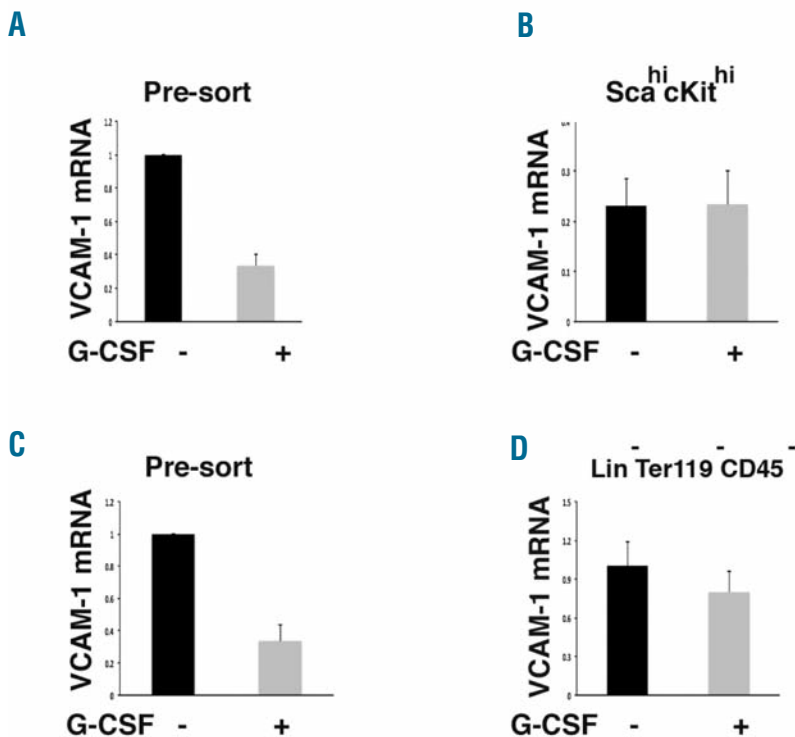 A
Pre-sort
VCAM-1 mRNA
1.2
1
0.8
0.6
0.4
0.2
0
G-CSF - +
B
Sca hi cKit hi
VCAM-1 mRNA
0.4
0.3
0.2
0.1
0
G-CSF - +
C
Pre-sort
VCAM-1 mRNA
1.2
1
0.8
0.6
0.4
0.2
0
G-CSF - +
D
- - -
Lin Ter119 CD45
VCAM-1 mRNA
1.5
1.2
0.9
0.6
0.3
0
G-CSF - +